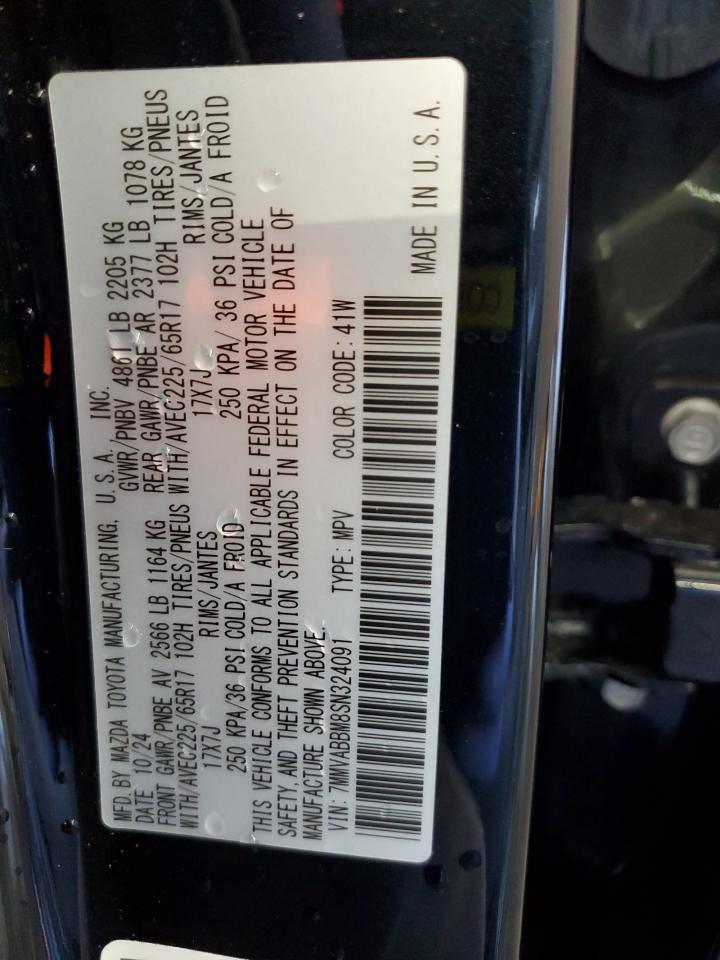 MFD. BY MAZDA TOYOTA MANUFACTURING, U. S. A. INC.
DATE 10/24 GVWR/PNBV 4861 LB 2205 KG
FRONT GAWR/PNBE AV 2566 LB 1164 KG REAR GAWR/PNBE AR 2377 LB 1078 KG
WITH/AVEC225/65R17 102H TIRES/PNEUS WITH/AVEC225/65R17 102H TIRES/PNEUS
17X7J RIMS/JANTES 17X7J RIMS/JANTES
250 KPA/36 PSI COLD/A FROID 250 KPA/ 36 PSI COLD/A FROID
THIS VEHICLE CONFORMS TO ALL APPLICABLE FEDERAL MOTOR VEHICLE
SAFETY, AND THEFT PREVENTION STANDARDS IN EFFECT ON THE DATE OF
MANUFACTURE SHOWN ABOVE.
VIN: 7MMVABBW8SN324091 TYPE: MPV COLOR CODE: 41W
MADE IN U. S. A.